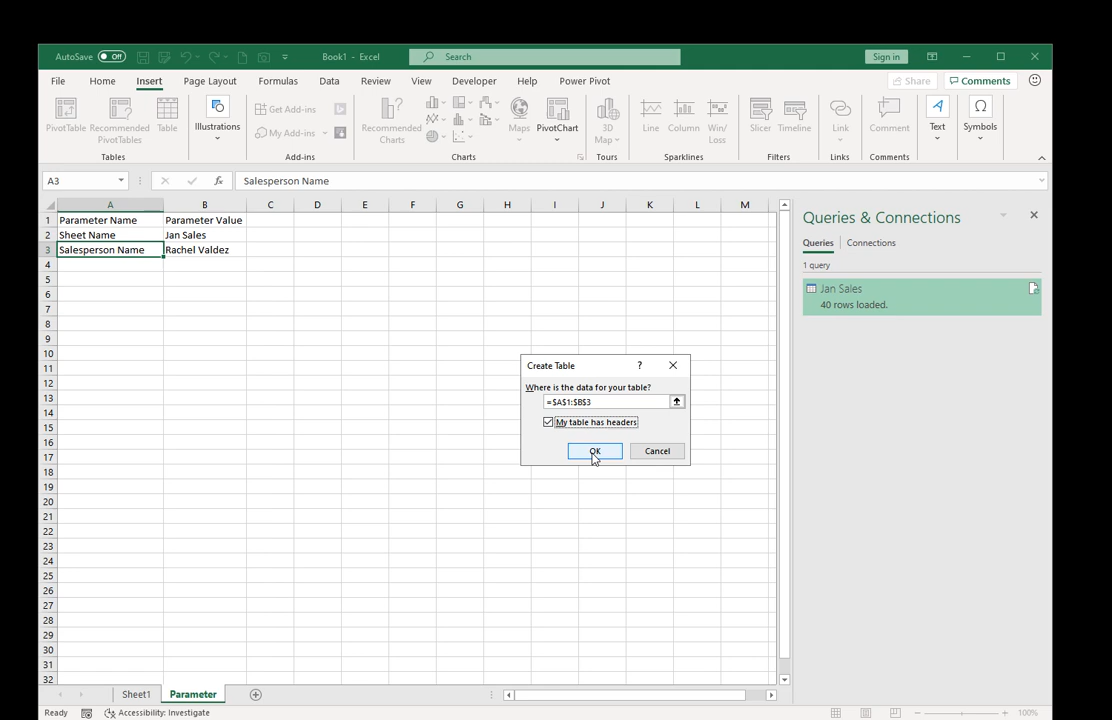 AutoSave Off Book1 - Excel Search Sign in
File Home Insert Page Layout Formulas Data Review View Developer Help Power Pivot Share Comments
PivotTable
Recommended
PivotTables
Table
Tables
Illustrations
Get Add-ins
My Add-ins
Add-ins
Recommended
Charts
Maps
PivotChart
Charts
3D
Map
Tours
Line
Column
Win/
Loss
Sparklines
Slicer
Timeline
Filters
Link
Links
Comment
Comments
Text
Symbols
A3 fx Salesperson Name
A B C D E F G H I J K L M
1 Parameter Name Parameter Value
2 Sheet Name Jan Sales
3 Salesperson Name Rachel Valdez
4
5
6
7
8
9
10
11
12
13
14
15
16
17
18
19
20
21
22
23
24
25
26
27
28
29
30
31
32
Create Table ?
Where is the data for your table?
=$A$1:$B$3
My table has headers
OK Cancel
Queries & Connections
Queries Connections
1 query
Jan Sales
40 rows loaded.
Sheet1 Parameter
Ready Accessibility: Investigate 100%